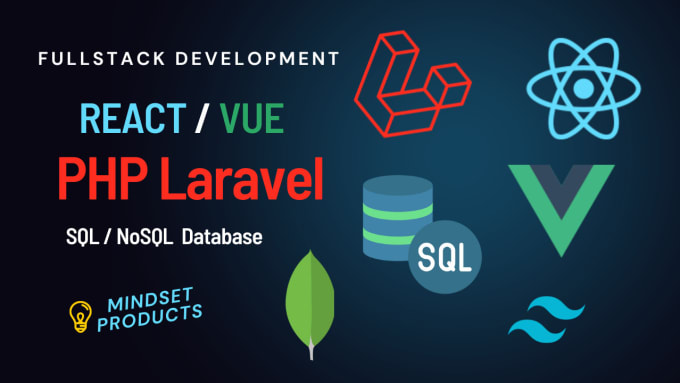 FULLSTACK DEVELOPMENT
REACT / VUE
PHP Laravel
SQL / NoSQL Database
SQL
MINDSET
PRODUCTS